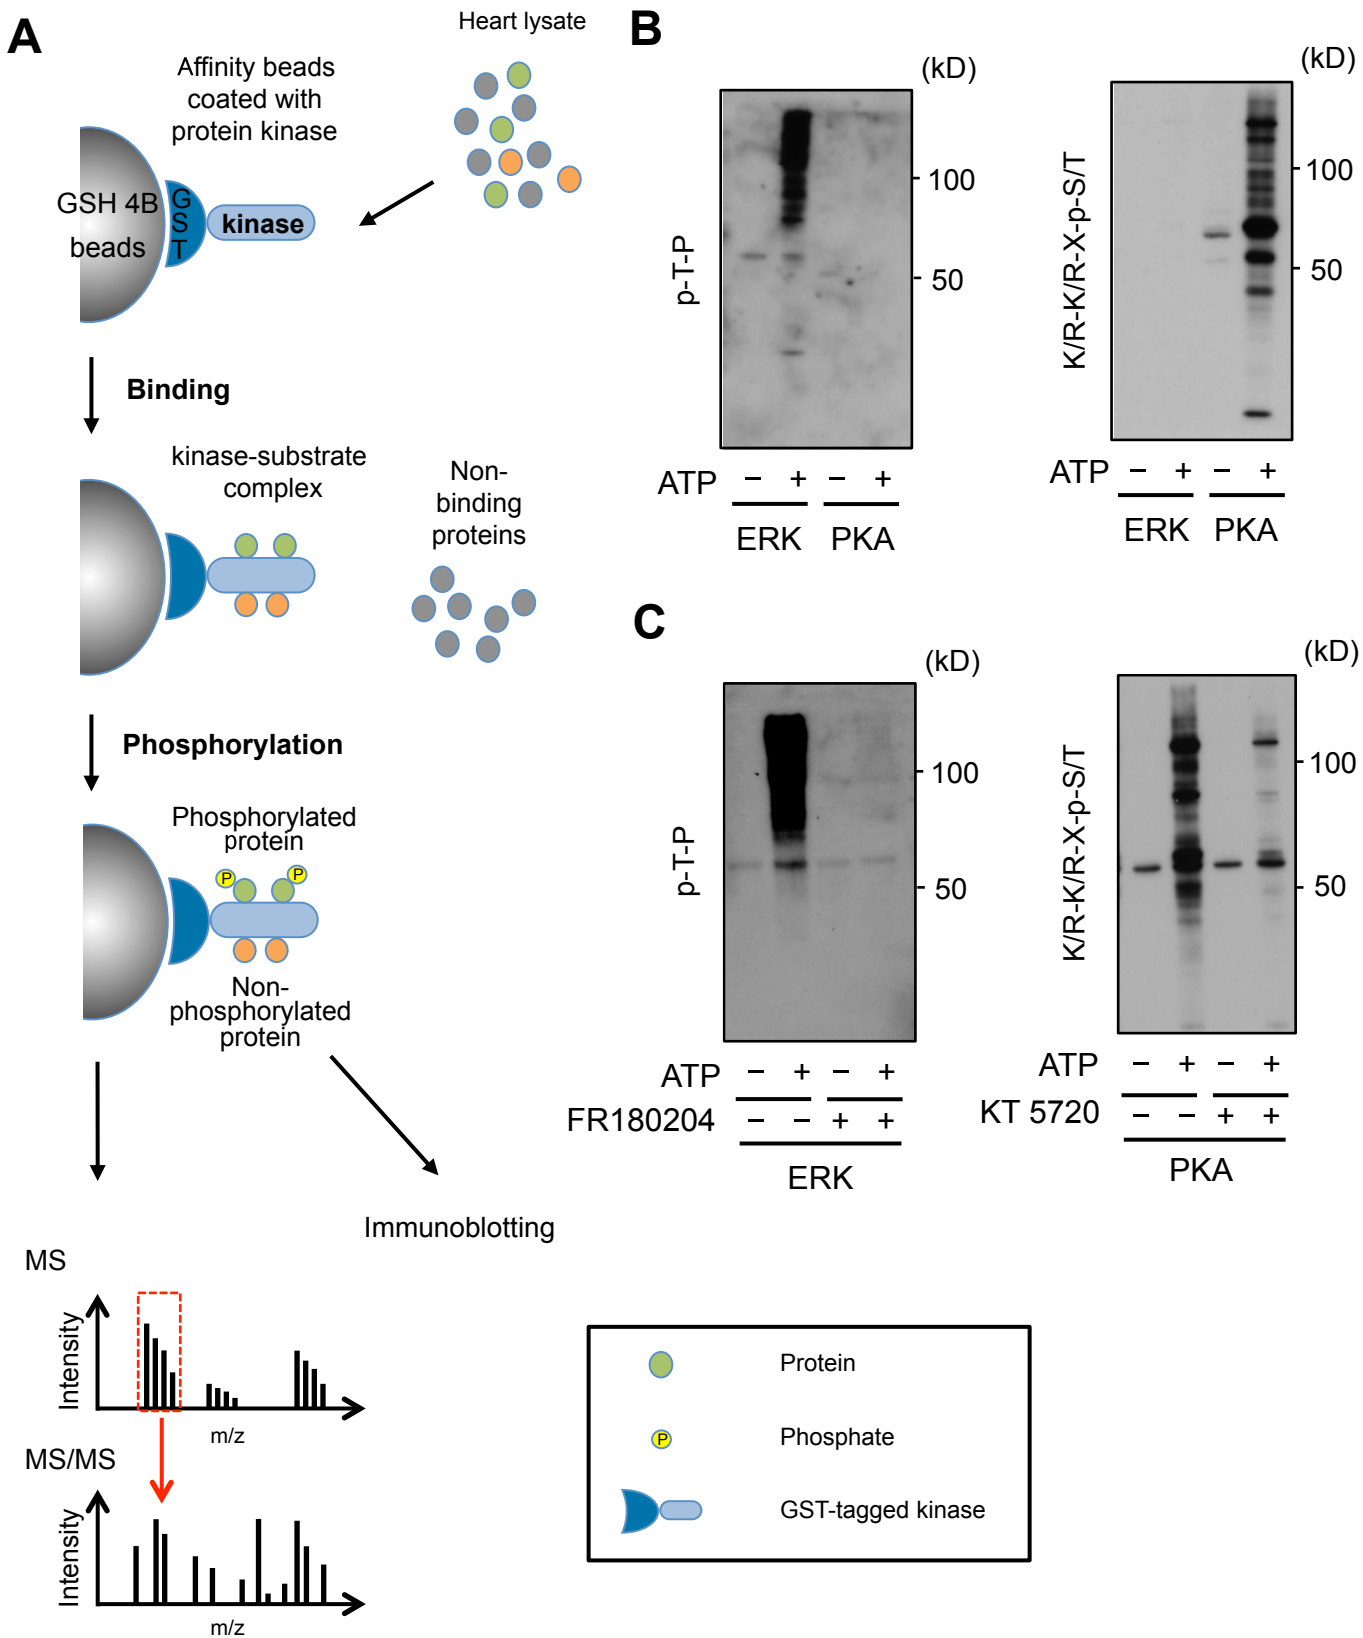 A
Heart lysate
Affinity beads
coated with
protein kinase
GSH 4B
beads
G
S
T
kinase
Binding
kinase-substrate
complex
Non-
binding
proteins
Phosphorylation
Phosphorylated
protein
P
P
Non-
phosphorylated
protein
Immunoblotting
MS
Intensity
m/z
MS/MS
Intensity
m/z
B
(kD)
p-T-P
100
50
ATP − + − +
ERK PKA
(kD)
K/R-K/R-X-p-S/T
100
50
ATP − + − +
ERK PKA
C
(kD)
p-T-P
100
50
ATP − + − +
FR180204 − − + +
ERK
(kD)
K/R-K/R-X-p-S/T
100
50
ATP − + − +
KT 5720 − − + +
PKA
Protein
P Phosphate
GST-tagged kinase